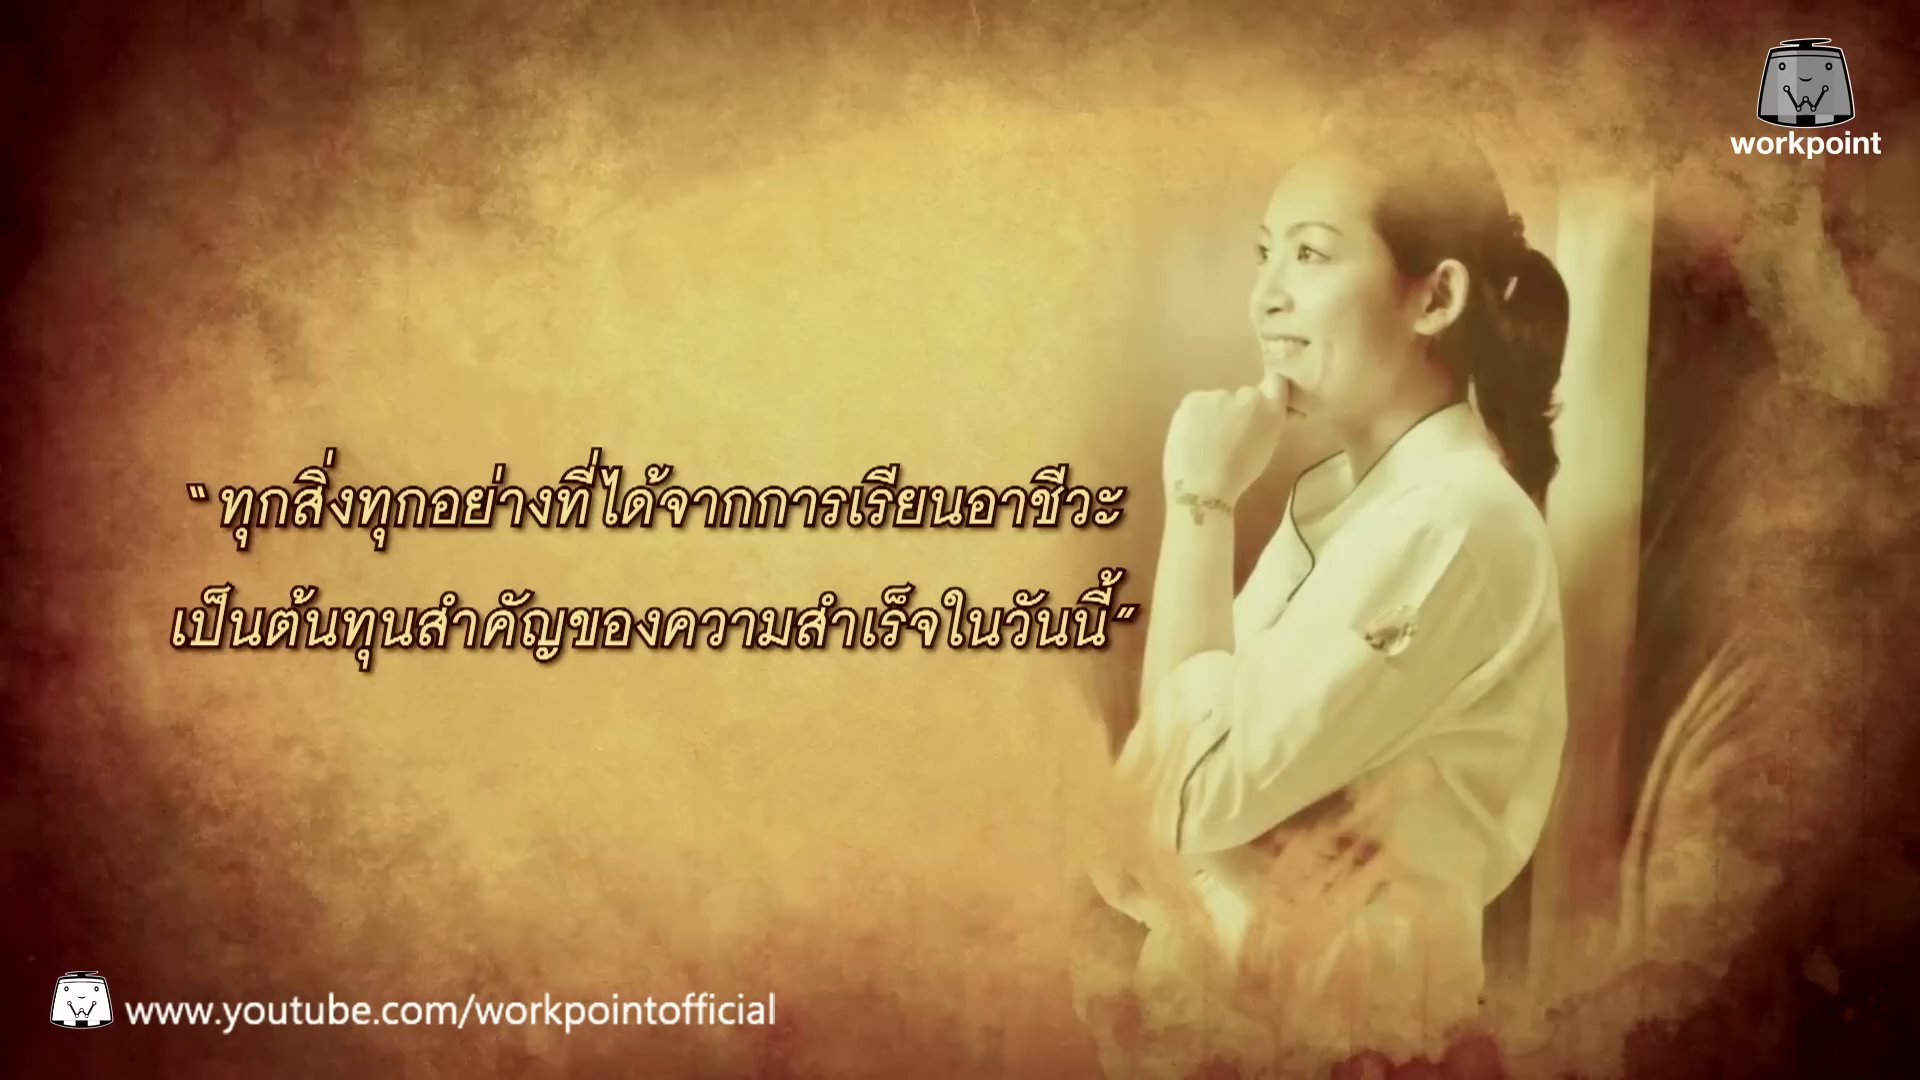 workpoint
“ทุกสิ่งทุกอย่างที่ได้จากการเรียนอาชีวะ
เป็นต้นทุนสำคัญของความสำเร็จในวันนี้”
www.youtube.com/workpointofficial